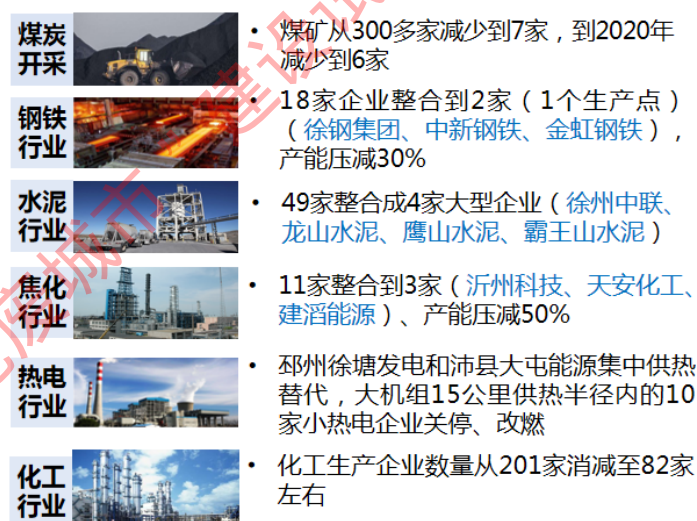 煤炭
开采
• 煤矿从300多家减少到7家，到2020年
减少到6家
钢铁
行业
• 18家企业整合到2家（1个生产点）
（徐钢集团、中新钢铁、金虹钢铁），
产能压减30%
水泥
行业
• 49家整合成4家大型企业（徐州中联、
龙山水泥、鹰山水泥、霸王山水泥）
焦化
行业
• 11家整合到3家（沂州科技、天安化工、
建滔能源）、产能压减50%
热电
行业
• 邳州徐塘发电和沛县大屯能源集中供热
替代，大机组15公里供热半径内的10
家小热电企业关停、改燃
化工
行业
• 化工生产企业数量从201家消减至82家
左右
废城市 建设试